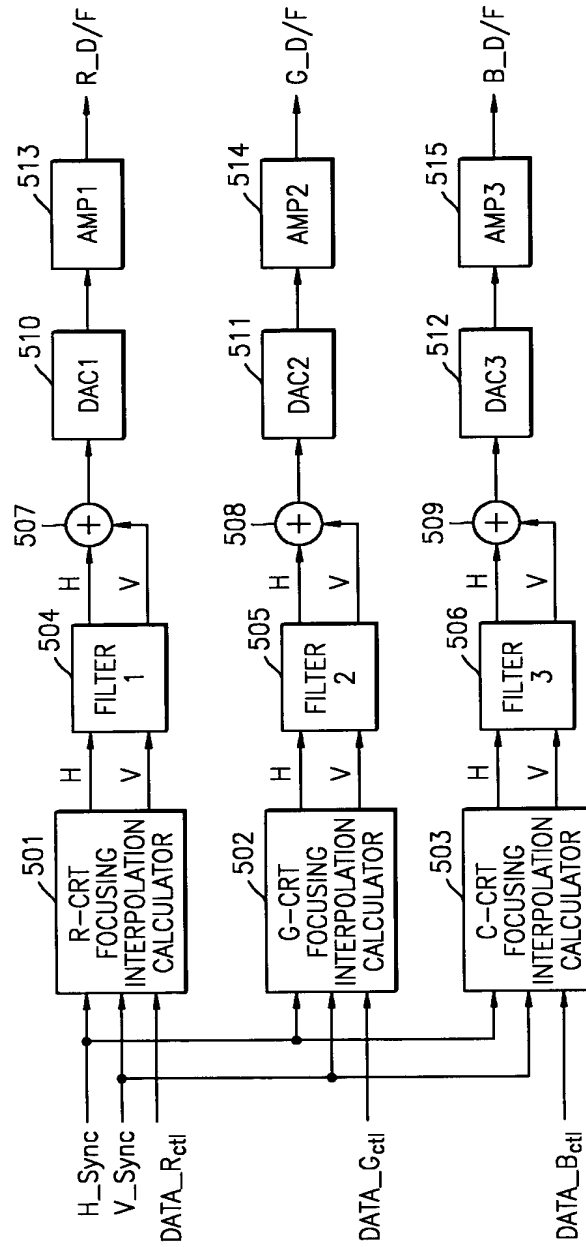 H_Sync
V_Sync
DATA_Rctl
501
R-CRT
FOCUSING
INTERPOLATION
CALCULATOR
H
V
504
FILTER
1
H
V
507
+
510
DAC1
513
AMP1
R_D/F
DATA_Gctl
502
G-CRT
FOCUSING
INTERPOLATION
CALCULATOR
H
V
505
FILTER
2
H
V
508
+
511
DAC2
514
AMP2
G_D/F
DATA_Bctl
503
C-CRT
FOCUSING
INTERPOLATION
CALCULATOR
H
V
506
FILTER
3
H
V
509
+
512
DAC3
515
AMP3
B_D/F